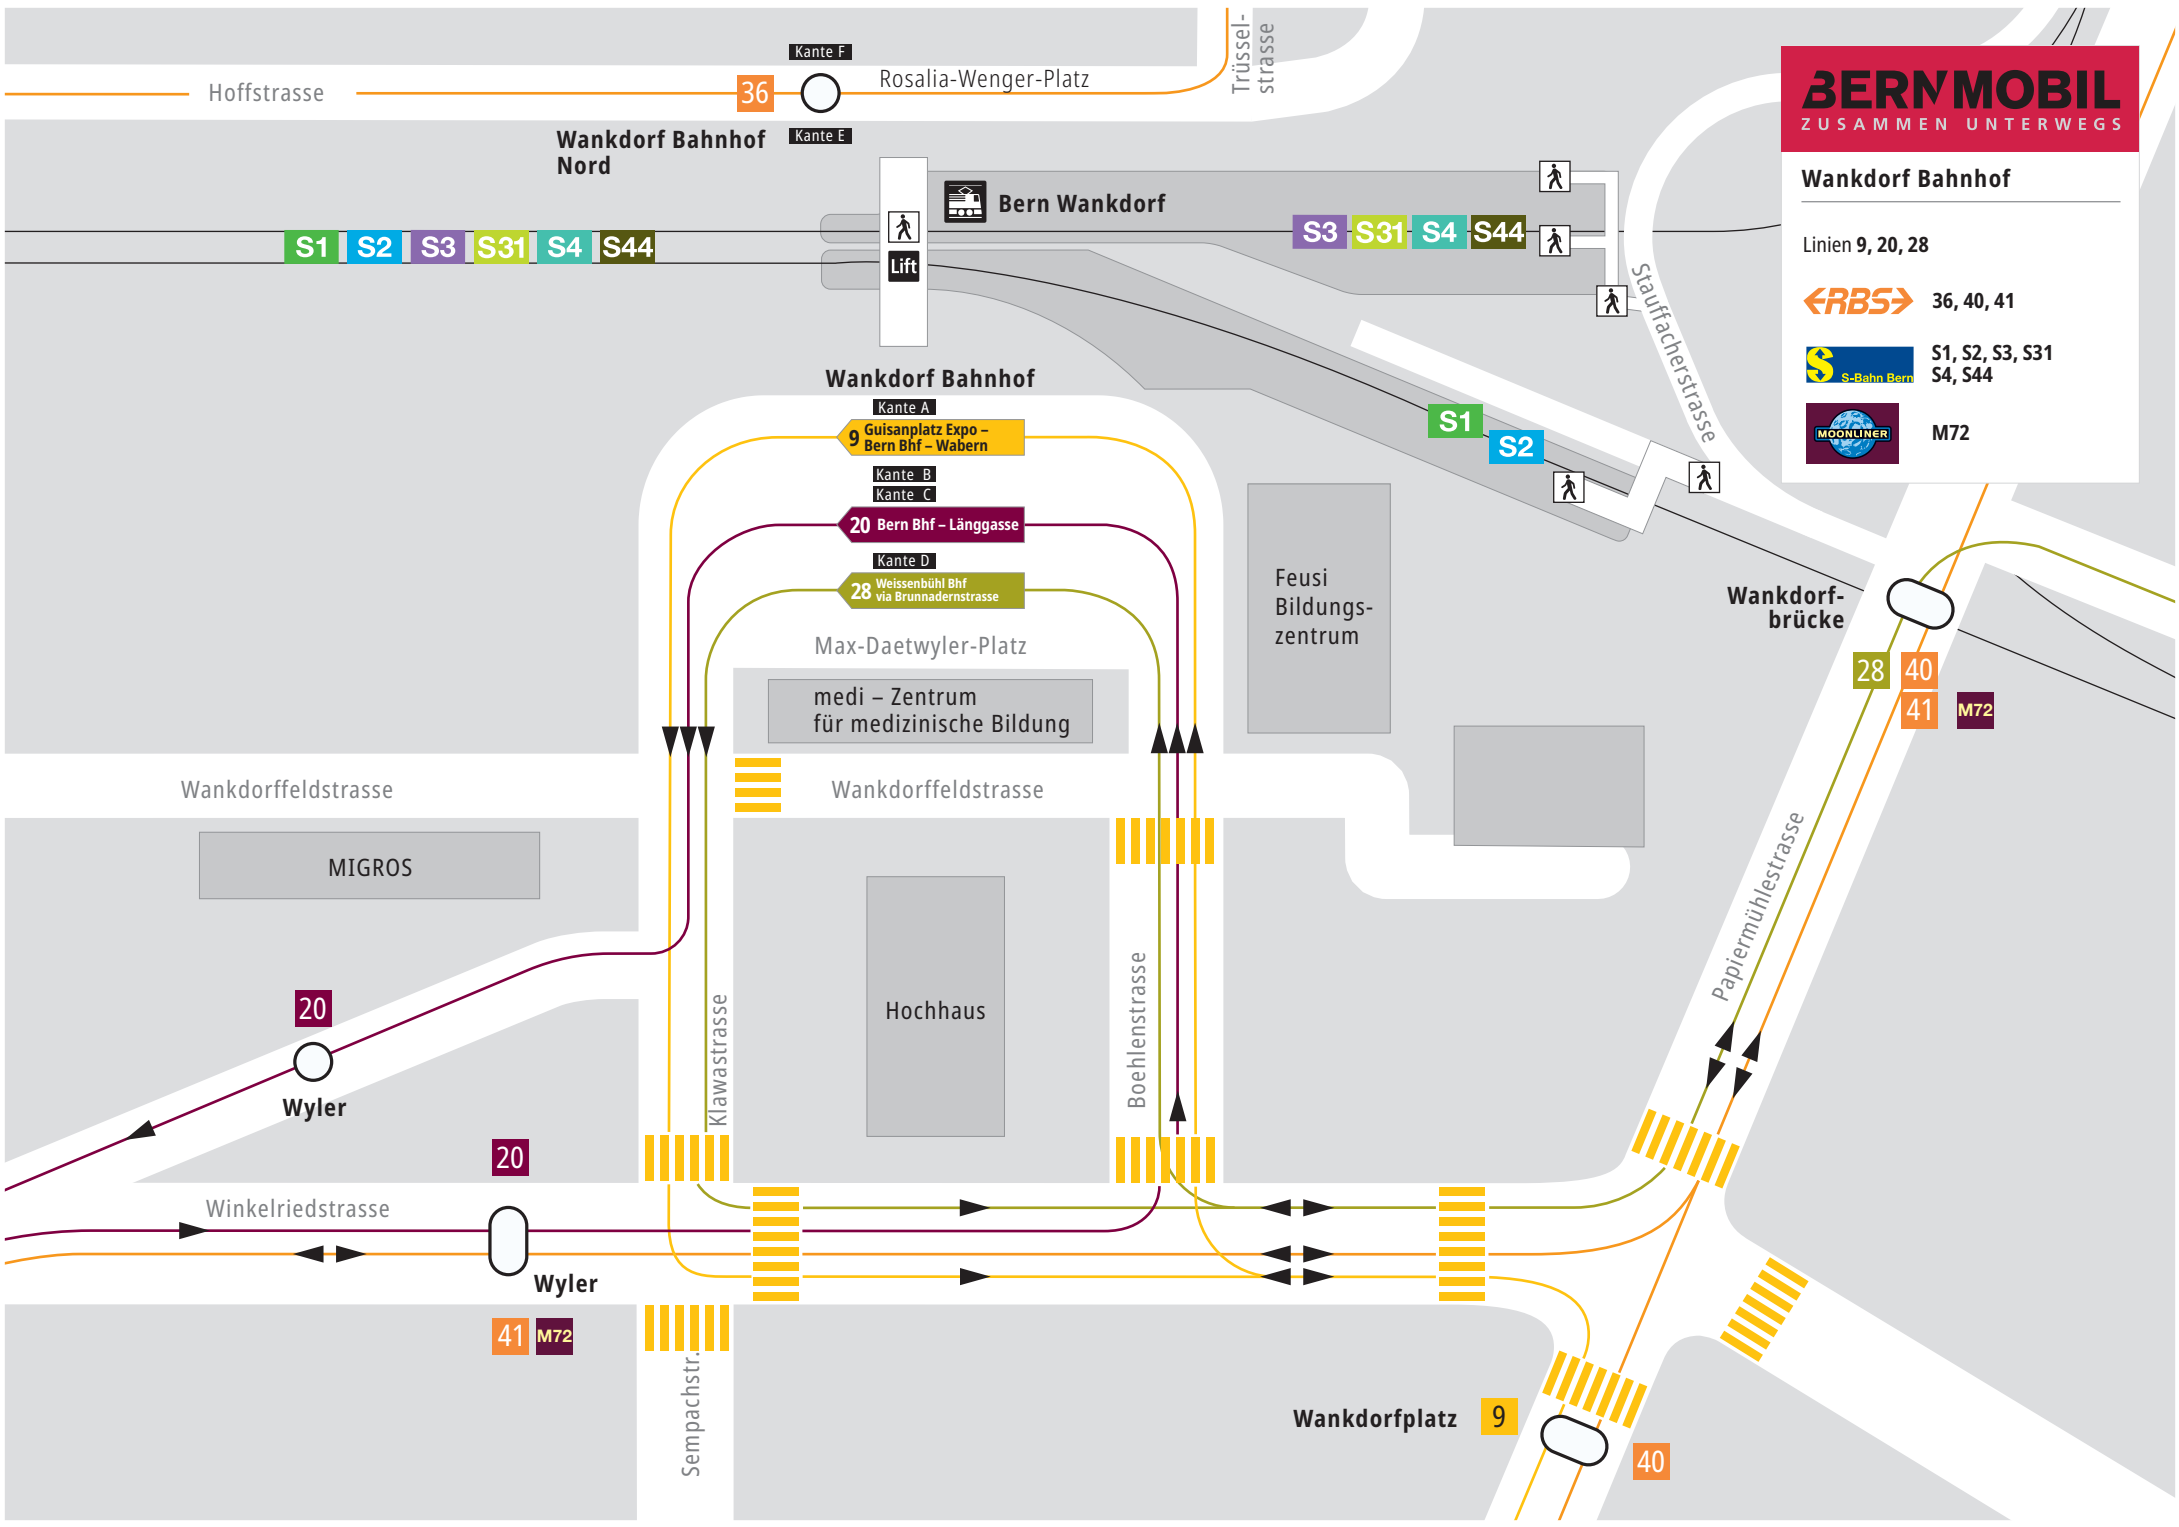 Kante F
Hoffstrasse
36
Rosalia-Wenger-Platz
Trüssel-
strasse
Wankdorf Bahnhof
Nord
Kante E
BERNMOBIL
ZUSAMMEN UNTERWEGS
Wankdorf Bahnhof
Linien 9, 20, 28
RBS
36, 40, 41
S
S-Bahn Bern
S1, S2, S3, S31
S4, S44
MOONLINER
M72
Bern Wankdorf
S1 S2 S3 S31 S4 S44
S3 S31 S4 S44
Lift
Stauffacherstrasse
Wankdorf Bahnhof
Kante A
9 Guisanplatz Expo –
Bern Bhf – Wabern
Kante B
Kante C
20 Bern Bhf – Länggasse
Kante D
28 Weissenbühl Bhf
via Brunnadernstrasse
S1
S2
Max-Daetwyler-Platz
medi – Zentrum
für medizinische Bildung
Feusi
Bildungs-
zentrum
Wankdorf-
brücke
28 40
41 M72
Wankdorffeldstrasse
Wankdorffeldstrasse
MIGROS
Hochhaus
Klawastrasse
Boehlenstrasse
Papiermühlestrasse
20
Wyler
20
Winkelriedstrasse
Wyler
41 M72
Sempachstr.
Wankdorfplatz
9
40